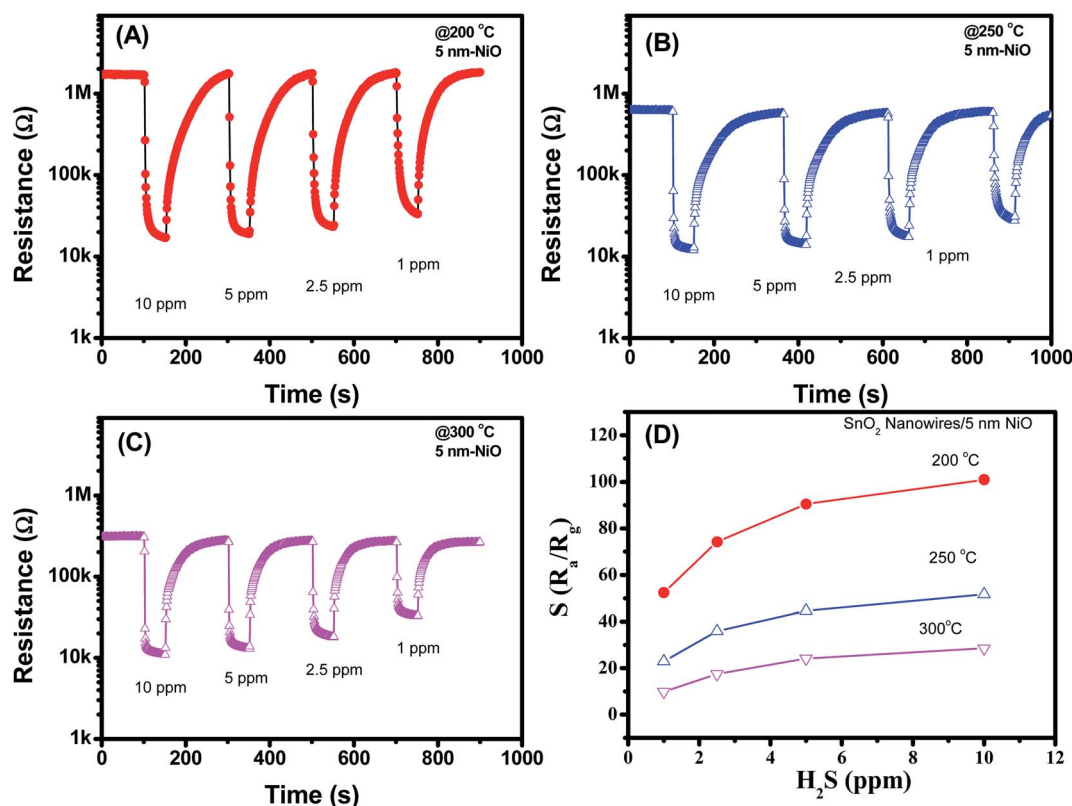 (A)
@200 °C
5 nm-NiO
1M
100k
10k
1k
Resistance (Ω)
10 ppm
5 ppm
2.5 ppm
1 ppm
0 200 400 600 800 1000
Time (s)
(B)
@250 °C
5 nm-NiO
1M
100k
10k
1k
Resistance (Ω)
10 ppm
5 ppm
2.5 ppm
1 ppm
0 200 400 600 800 1000
Time (s)
(C)
@300 °C
5 nm-NiO
1M
100k
10k
1k
Resistance (Ω)
10 ppm
5 ppm
2.5 ppm
1 ppm
0 200 400 600 800 1000
Time (s)
(D)
SnO₂ Nanowires/5 nm NiO
120
100
80
60
40
20
0
S (Rₐ/R_g)
200 °C
250 °C
300°C
0 2 4 6 8 10 12
H₂S (ppm)